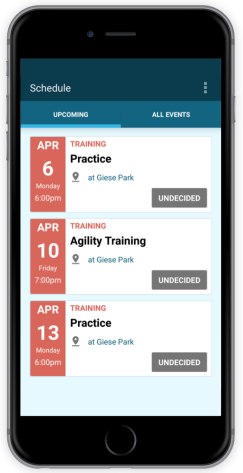 Schedule
UPCOMING
ALL EVENTS
APR
6
Monday
6:00pm
TRAINING
Practice
at Giese Park
UNDECIDED
APR
10
Friday
7:00pm
TRAINING
Agility Training
at Giese Park
UNDECIDED
APR
13
Monday
6:00pm
TRAINING
Practice
at Giese Park
UNDECIDED